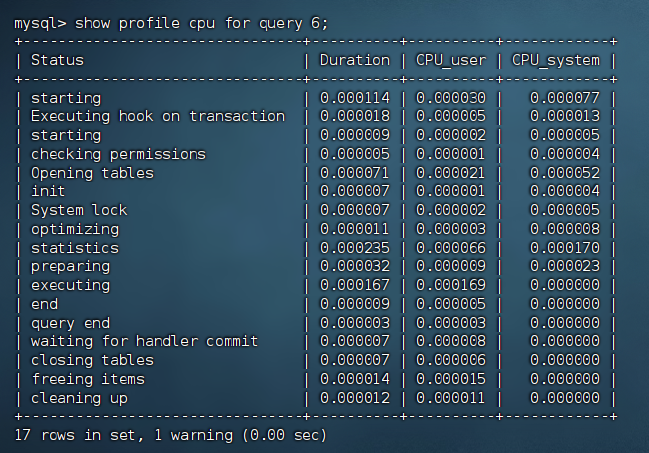 mysql> show profile cpu for query 6;
+--------------------------------+----------+----------+------------+
| Status                         | Duration | CPU_user | CPU_system |
+--------------------------------+----------+----------+------------+
| starting                       | 0.000114 | 0.000030 |   0.000077 |
| Executing hook on transaction  | 0.000018 | 0.000005 |   0.000013 |
| starting                       | 0.000009 | 0.000002 |   0.000005 |
| checking permissions           | 0.000005 | 0.000001 |   0.000004 |
| Opening tables                 | 0.000071 | 0.000021 |   0.000052 |
| init                           | 0.000007 | 0.000001 |   0.000004 |
| System lock                    | 0.000007 | 0.000002 |   0.000005 |
| optimizing                     | 0.000011 | 0.000003 |   0.000008 |
| statistics                     | 0.000235 | 0.000066 |   0.000170 |
| preparing                      | 0.000032 | 0.000009 |   0.000023 |
| executing                      | 0.000167 | 0.000169 |   0.000000 |
| end                            | 0.000009 | 0.000005 |   0.000000 |
| query end                      | 0.000003 | 0.000003 |   0.000000 |
| waiting for handler commit     | 0.000007 | 0.000008 |   0.000000 |
| closing tables                 | 0.000007 | 0.000006 |   0.000000 |
| freeing items                  | 0.000014 | 0.000015 |   0.000000 |
| cleaning up                    | 0.000012 | 0.000011 |   0.000000 |
+--------------------------------+----------+----------+------------+
17 rows in set, 1 warning (0.00 sec)